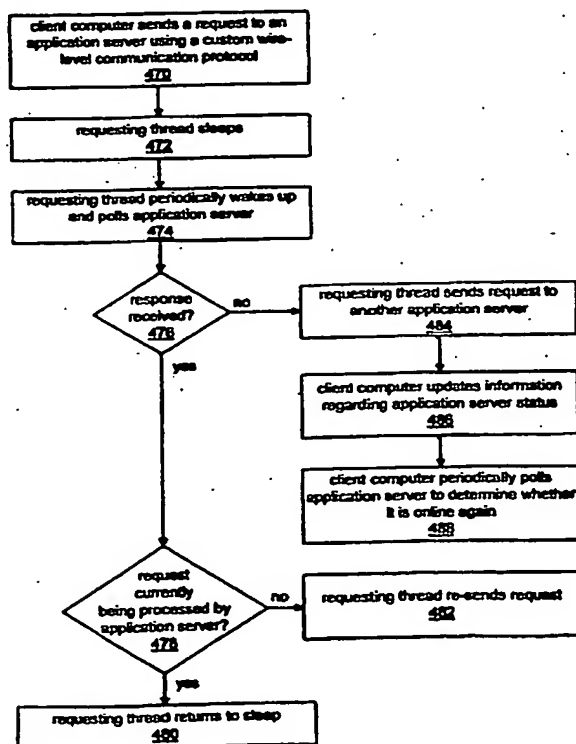 client computer sends a request to an
application server using a custom wire-
level communication protocol
470
requesting thread sleeps
472
requesting thread periodically wakes up
and polls application server
474
response
received?
476
no
yes
requesting thread sends request to
another application server
484
client computer updates information
regarding application server status
486
client computer periodically polls
application server to determine whether
it is online again
488
request
currently
being processed by
application server?
478
no
yes
requesting thread re-sends request
482
requesting thread returns to sleep
480